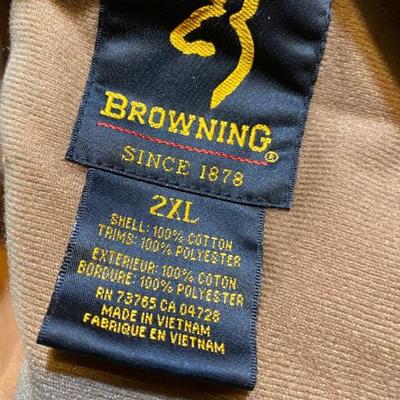 BROWNING®
SINCE 1878
2XL
SHELL: 100% COTTON
TRIMS: 100% POLYESTER
EXTERIEUR: 100% COTON
BORDURE: 100% POLYESTER
RN 73765 CA 04728
MADE IN VIETNAM
FABRIQUE EN VIETNAM